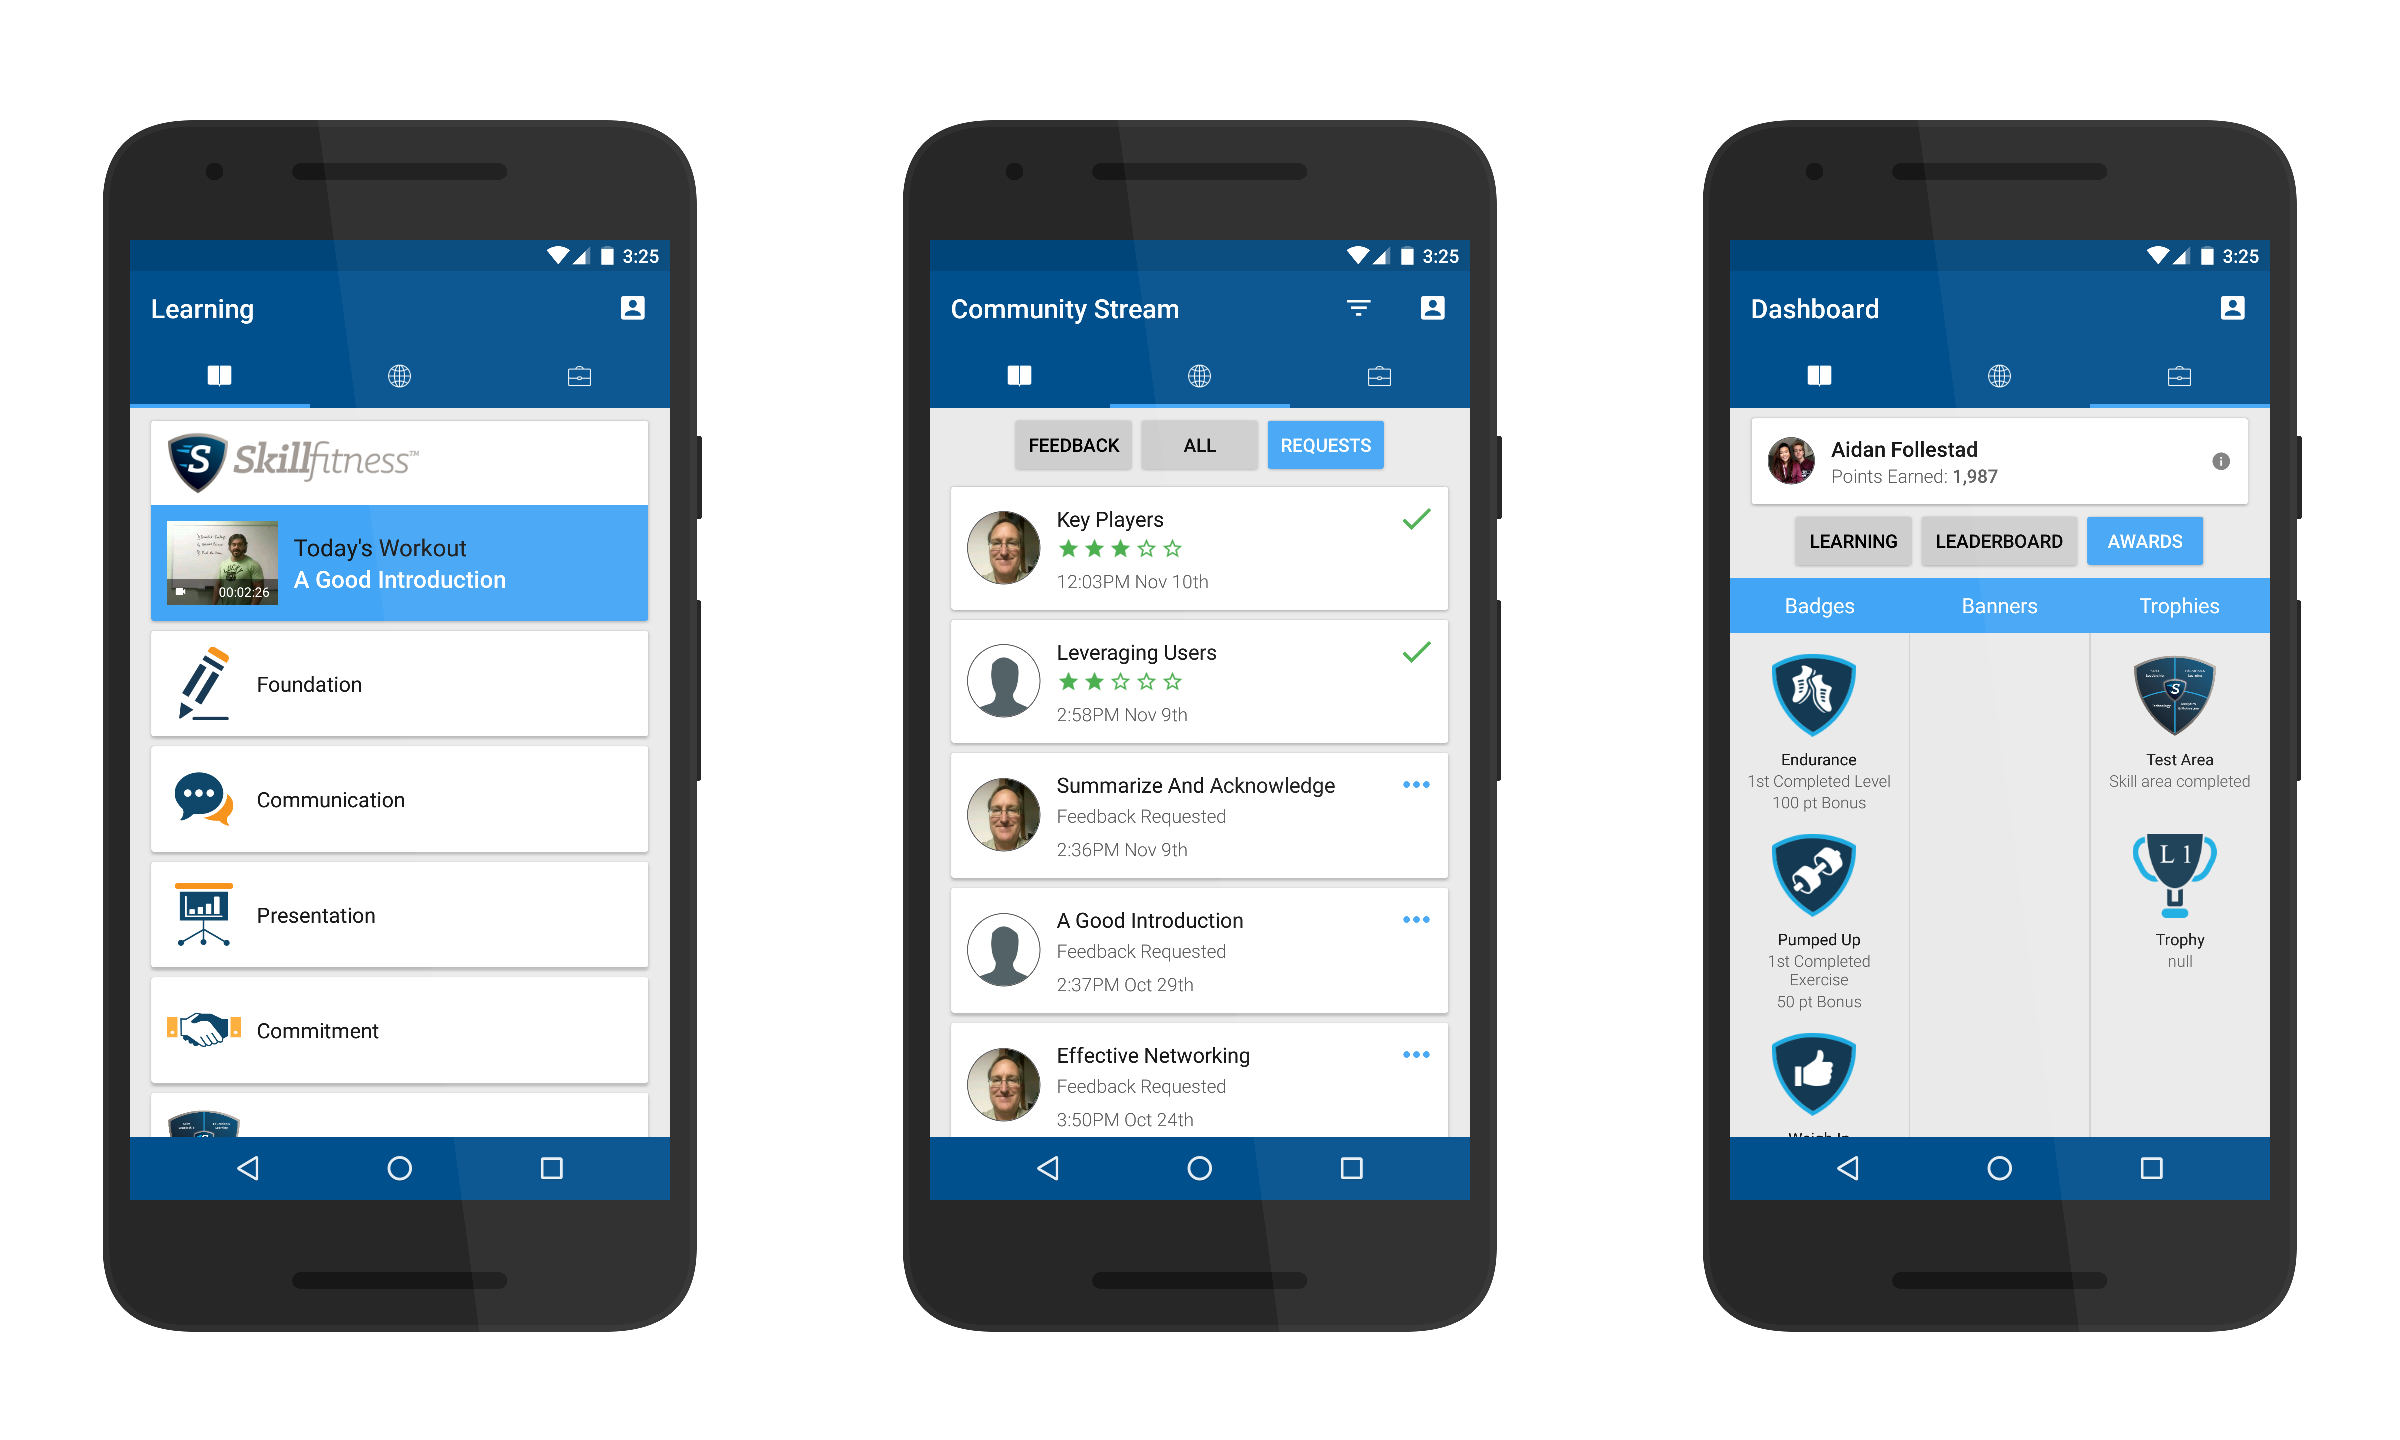 3:25
Learning
Skillfitness™
Today's Workout
A Good Introduction
00:02:26
Foundation
Communication
Presentation
Commitment
3:25
Community Stream
FEEDBACK
ALL
REQUESTS
Key Players
12:03PM Nov 10th
Leveraging Users
2:58PM Nov 9th
Summarize And Acknowledge
Feedback Requested
2:36PM Nov 9th
A Good Introduction
Feedback Requested
2:37PM Oct 29th
Effective Networking
Feedback Requested
3:50PM Oct 24th
3:25
Dashboard
Aidan Follestad
Points Earned: 1,987
LEARNING
LEADERBOARD
AWARDS
Badges
Banners
Trophies
Endurance
1st Completed Level
100 pt Bonus
Pumped Up
1st Completed
Exercise
50 pt Bonus
S
Test Area
Skill area completed
L 1
Trophy
null